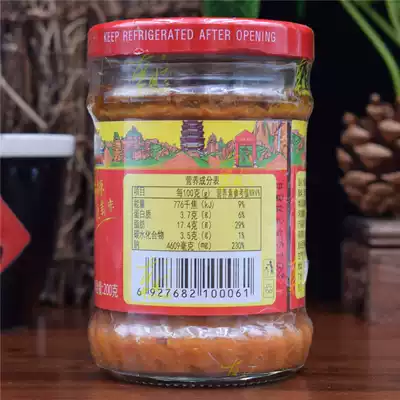 KEEP REFRIGERATED AFTER OPENING
营养成分表
项目 每100克(g) 营养素参考值NRV%
能量 776千焦(kJ) 9%
蛋白质 3.7克(K) 6%
脂肪 17.4克(K) 29%
碳水化合物 3.5克(K) 1%
钠 4609毫克(mg) 230%
6 927682 100061
200克